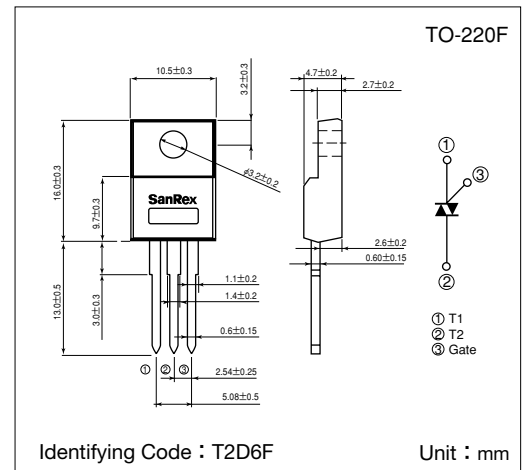 TO-220F
10.5±0.3
3.2±0.3
4.7±0.2
2.7±0.2
φ3.2±0.2
16.0±0.3
9.7±0.3
SanRex
13.0±0.5
3.0±0.3
1.1±0.2
1.4±0.2
0.6±0.15
2.54±0.25
5.08±0.5
2.6±0.2
0.60±0.15
① ② ③
①
③
②
① T1
② T2
③ Gate
Identifying Code：T2D6F
Unit：mm